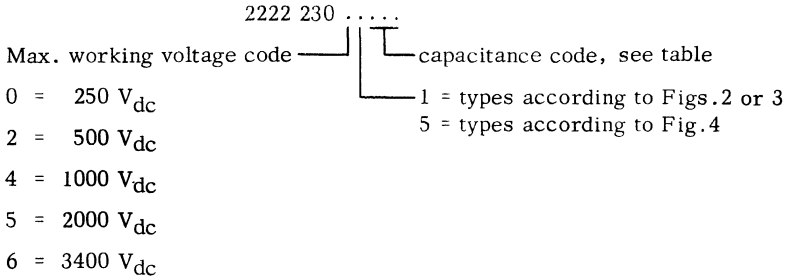 2222 230 . . . . .
Max. working voltage code
capacitance code, see table
0 = 250 Vdc
1 = types according to Figs.2 or 3
5 = types according to Fig.4
2 = 500 Vdc
4 = 1000 Vdc
5 = 2000 Vdc
6 = 3400 Vdc